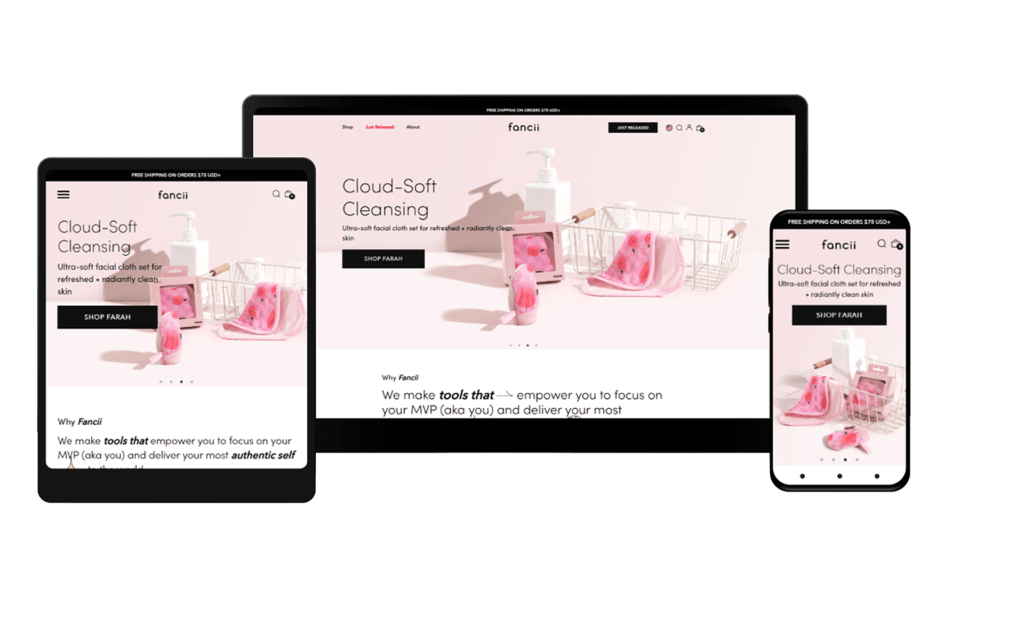 FREE SHIPPING ON ORDERS $75 USD+
fancii
Cloud-Soft
Cleansing
Ultra-soft facial cloth set for
refreshed + radiantly clean
skin
SHOP FARAH
Why Fancii
We make tools that empower you to focus on your
MVP (aka you) and deliver your most authentic self
to the world
FREE SHIPPING ON ORDERS $75 USD+
Shop Just Released About
fancii
JUST RELEASED
Cloud-Soft
Cleansing
Ultra-soft facial cloth set for refreshed + radiantly clean
skin
SHOP FARAH
Why Fancii
We make tools that empower you to focus on
your MVP (aka you) and deliver your most
FREE SHIPPING ON ORDERS $75 USD+
fancii
Cloud-Soft Cleansing
Ultra-soft facial cloth set for refreshed
+ radiantly clean skin
SHOP FARAH